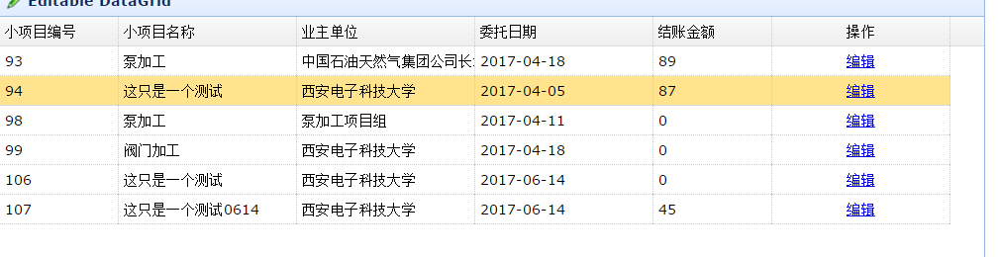 Editable DataGrid
小项目编号 小项目名称 业主单位 委托日期 结账金额 操作
93 泵加工 中国石油天然气集团公司长 2017-04-18 89 编辑
94 这只是一个测试 西安电子科技大学 2017-04-05 87 编辑
98 泵加工 泵加工项目组 2017-04-11 0 编辑
99 阀门加工 西安电子科技大学 2017-04-18 0 编辑
106 这只是一个测试 西安电子科技大学 2017-06-14 0 编辑
107 这只是一个测试0614 西安电子科技大学 2017-06-14 45 编辑